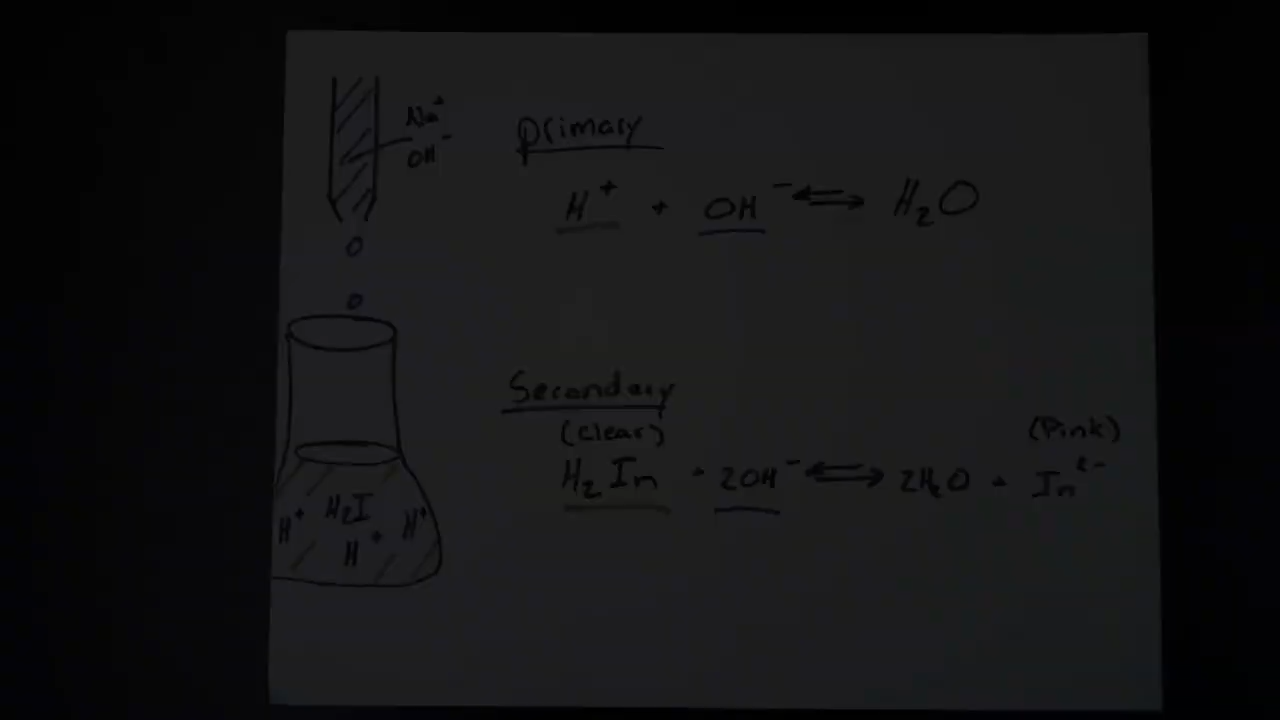 Na⁺
OH⁻
Primary
H⁺ + OH⁻ ⇌ H₂O
Secondary
(Clear)
(Pink)
H₂In + 2OH⁻ ⇌ 2H₂O + In²⁻
H₂I
H⁺
H⁺
H⁺